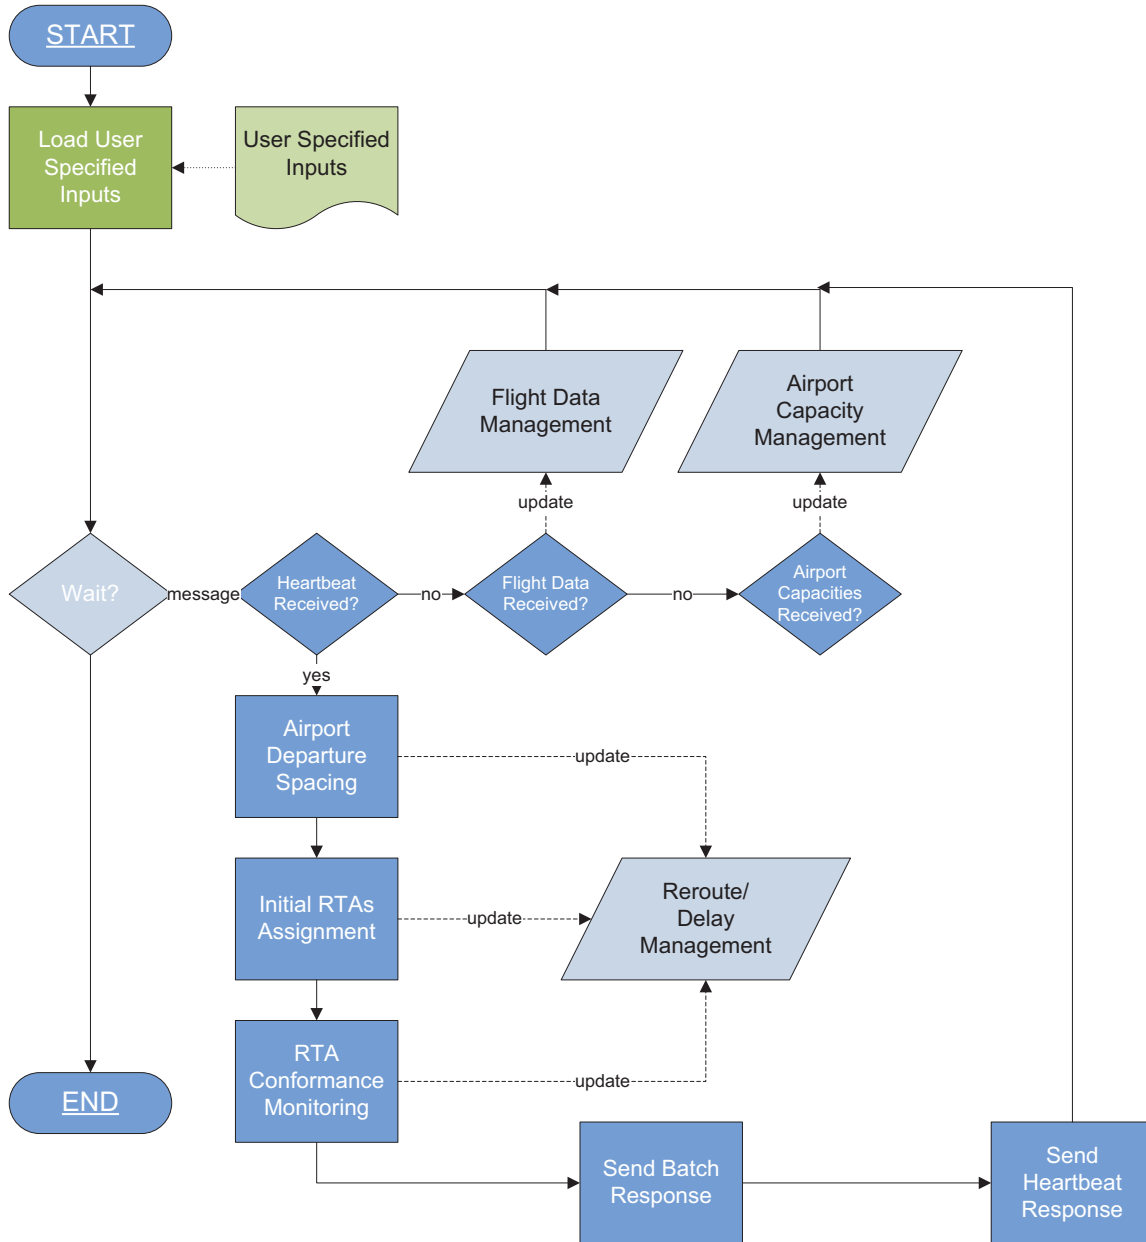 START
Load User
Specified
Inputs
User Specified
Inputs
Flight Data
Management
Airport
Capacity
Management
update
update
Wait?
message
Heartbeat
Received?
no
Flight Data
Received?
no
Airport
Capacities
Received?
yes
Airport
Departure
Spacing
update
Initial RTAs
Assignment
update
Reroute/
Delay
Management
RTA
Conformance
Monitoring
update
END
Send Batch
Response
Send
Heartbeat
Response